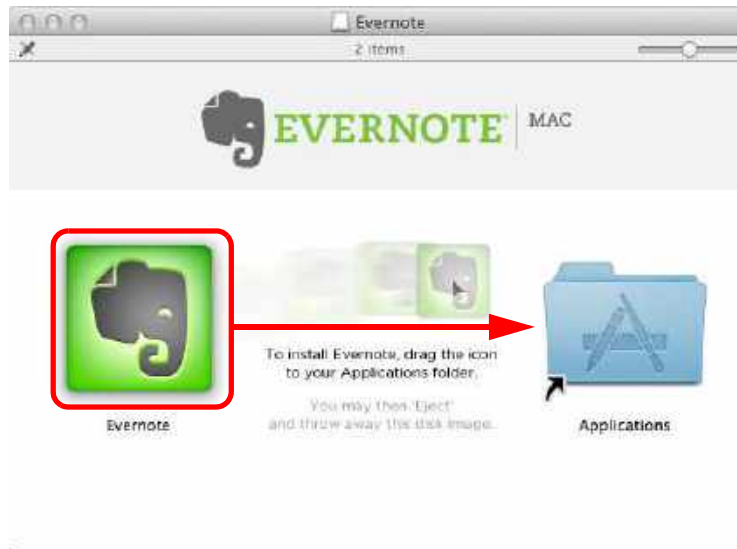 Evernote
2 items
EVERNOTE MAC
To install Evernote, drag the icon
to your Applications folder.
You may then 'Eject'
and throw away this disk image.
Evernote
Applications